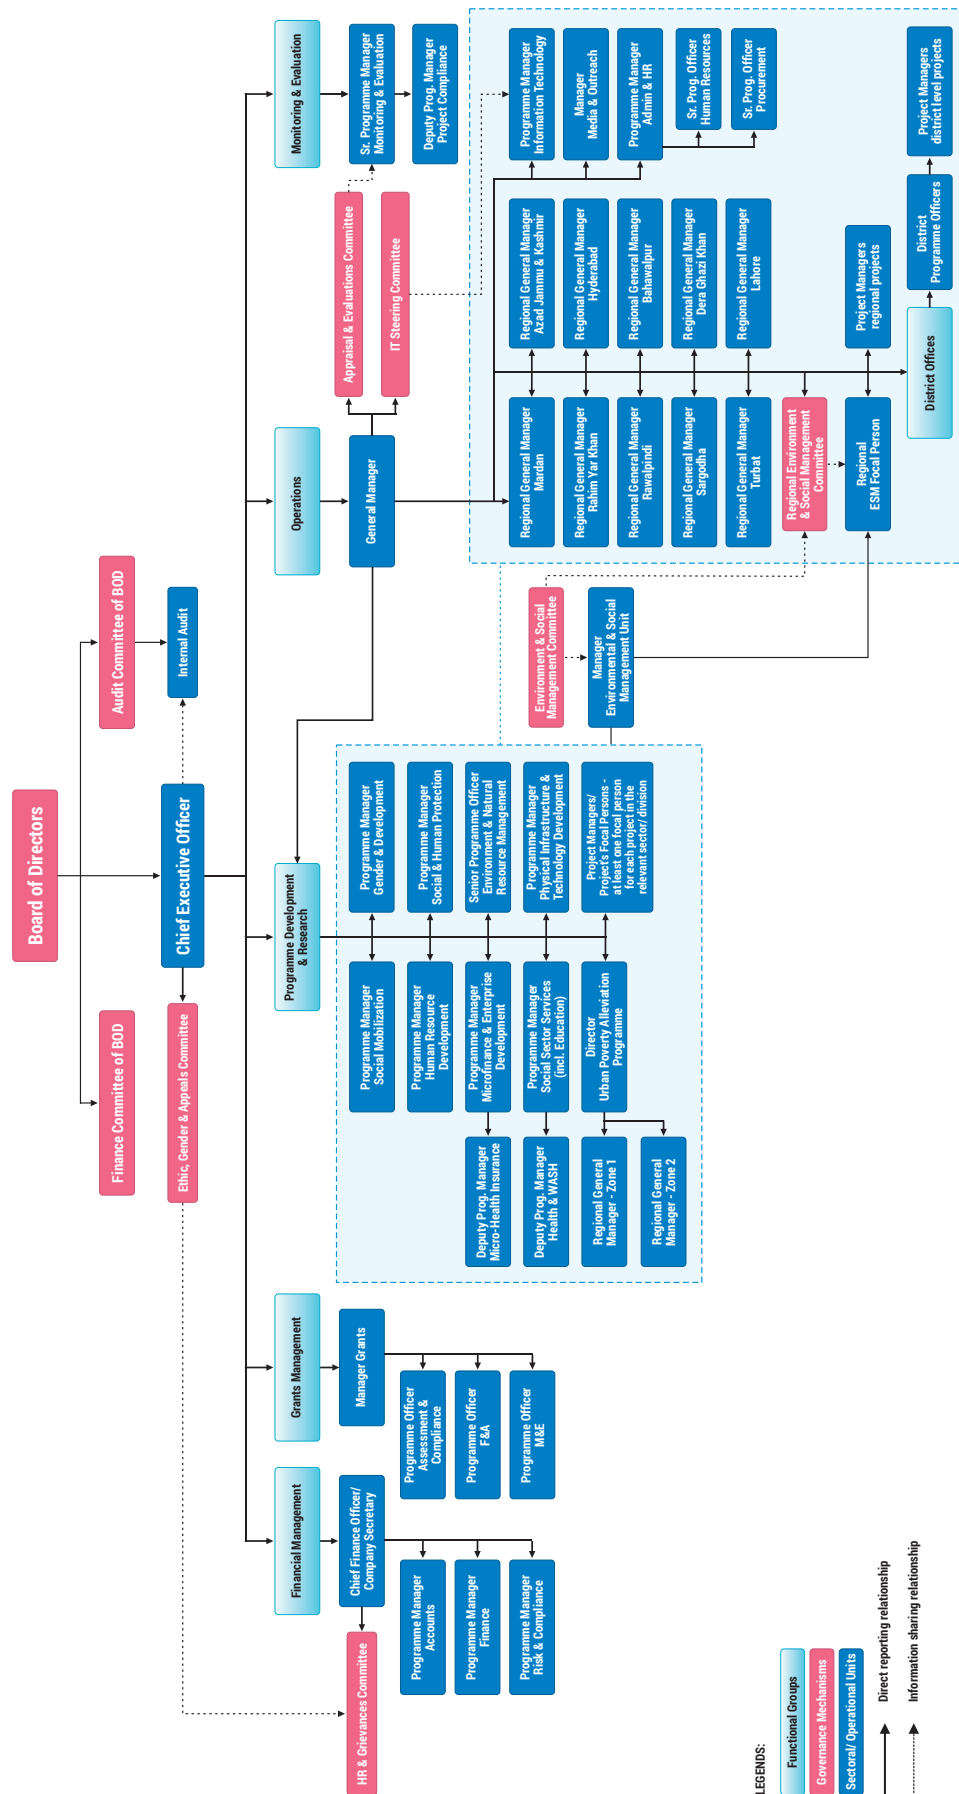 Board of Directors
Finance Committee of BOD
Audit Committee of BOD
Ethic, Gender & Appeals Committee
Chief Executive Officer
Internal Audit
Financial Management
Grants Management
Programme Development
& Research
Operations
Monitoring & Evaluation
HR & Grievances Committee
Chief Finance Officer/
Company Secretary
Programme Manager
Accounts
Programme Manager
Finance
Programme Manager
Risk & Compliance
Manager Grants
Programme Officer
Assessment &
Compliance
Programme Officer
F&A
Programme Officer
M&E
Programme Manager
Social Mobilization
Programme Manager
Gender & Development
Programme Manager
Human Resource
Development
Programme Manager
Social & Human Protection
Deputy Prog. Manager
Micro-Health Insurance
Programme Manager
Microfinance & Enterprise
Development
Senior Programme Officer
Environment & Natural
Resource Management
Deputy Prog. Manager
Health & WASH
Programme Manager
Social Sector Services
(incl. Education)
Programme Manager
Physical Infrastructure &
Technology Development
Regional General
Manager - Zone 1
Director
Urban Poverty Alleviation
Programme
Project Managers/
Project's Focal Persons -
at least one focal person
for each project in the
relevant sector/ division
Regional General
Manager - Zone 2
General Manager
Appraisal & Evaluations Committee
IT Steering Committee
Sr. Programme Manager
Monitoring & Evaluation
Deputy Prog. Manager
Project Compliance
Environment & Social
Management Committee
Manager
Environmental & Social
Management Unit
Regional General Manager
Mardan
Regional General Manager
Azad Jammu & Kashmir
Programme Manager
Information Technology
Regional General Manager
Rahim Yar Khan
Regional General Manager
Hyderabad
Manager
Media & Outreach
Regional General Manager
Rawalpindi
Regional General Manager
Bahawalpur
Programme Manager
Admin & HR
Regional General Manager
Sargodha
Regional General Manager
Dera Ghazi Khan
Sr. Prog. Officer
Human Resources
Regional General Manager
Turbat
Regional General Manager
Lahore
Sr. Prog. Officer
Procurement
Regional Environment
& Social Management
Committee
Regional
ESM Focal Person
Project Managers
regional projects
District Offices
District
Programme Officers
Project Managers
district level projects
LEGENDS:
Functional Groups
Governance Mechanisms
Sectoral/ Operational Units
Direct reporting relationship
Information sharing relationship